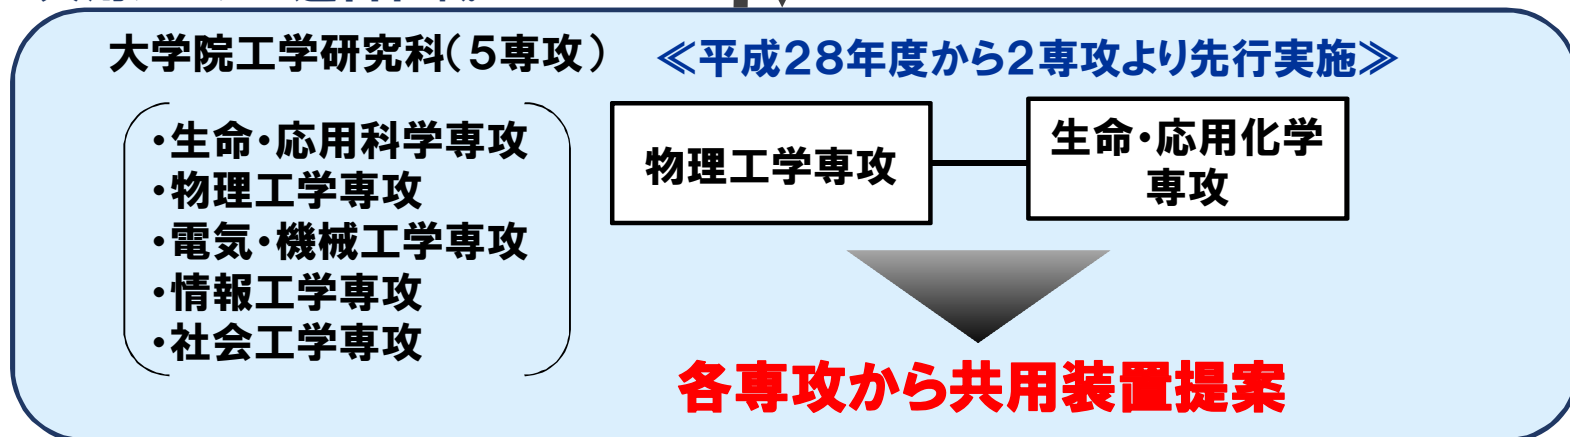 大学院工学研究科(5専攻)
≪平成28年度から2専攻より先行実施≫
・生命・応用科学専攻
・物理工学専攻
・電気・機械工学専攻
・情報工学専攻
・社会工学専攻
物理工学専攻
生命・応用化学
専攻
各専攻から共用装置提案